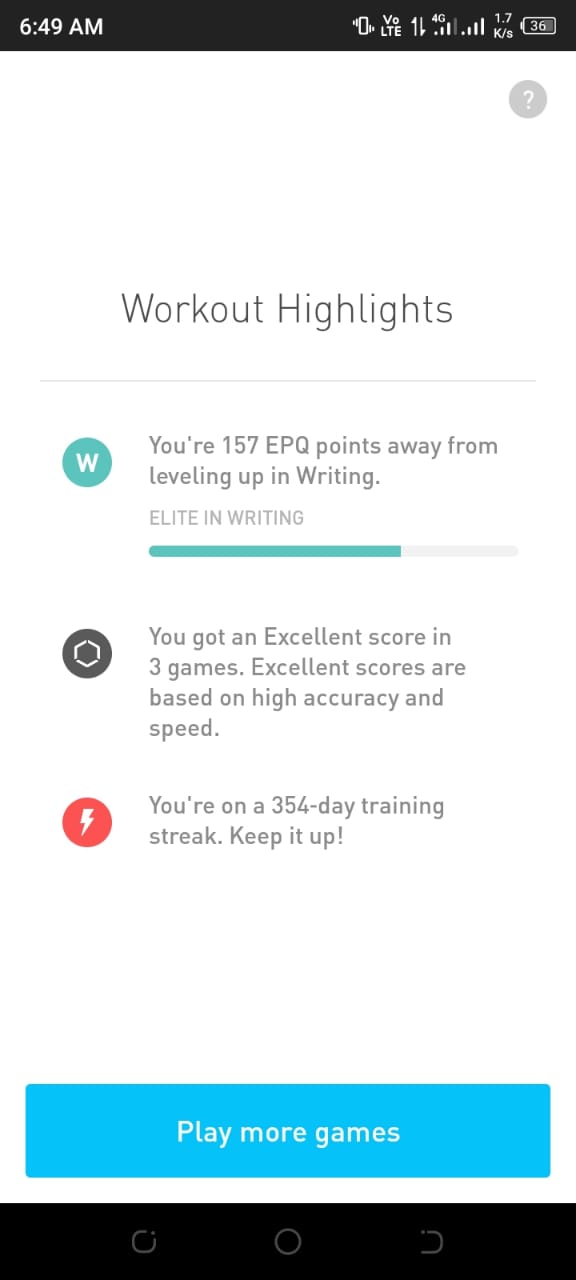 6:49 AM
Vo LTE 4G 1.7 K/s 36
?
Workout Highlights
W
You're 157 EPQ points away from
leveling up in Writing.
ELITE IN WRITING
You got an Excellent score in
3 games. Excellent scores are
based on high accuracy and
speed.
You're on a 354-day training
streak. Keep it up!
Play more games